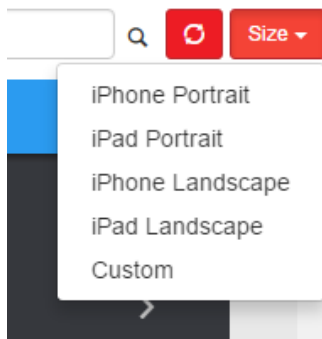 Size
iPhone Portrait
iPad Portrait
iPhone Landscape
iPad Landscape
Custom